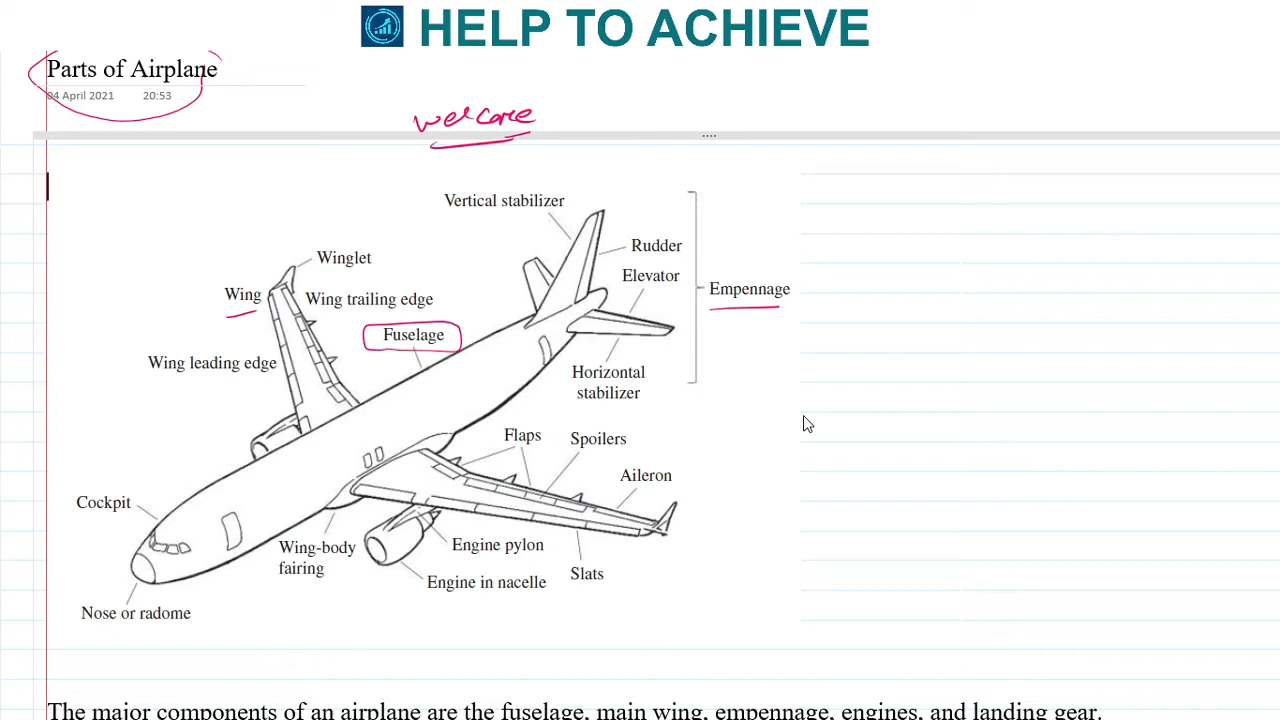 HELP TO ACHIEVE
Parts of Airplane
04 April 2021 20:53
welcome
Vertical stabilizer
Rudder
Elevator
Empennage
Winglet
Wing
Wing trailing edge
Fuselage
Wing leading edge
Horizontal
stabilizer
Flaps
Spoilers
Aileron
Cockpit
Wing-body
fairing
Engine pylon
Engine in nacelle
Slats
Nose or radome
The major components of an airplane are the fuselage, main wing, empennage, engines, and landing gear.